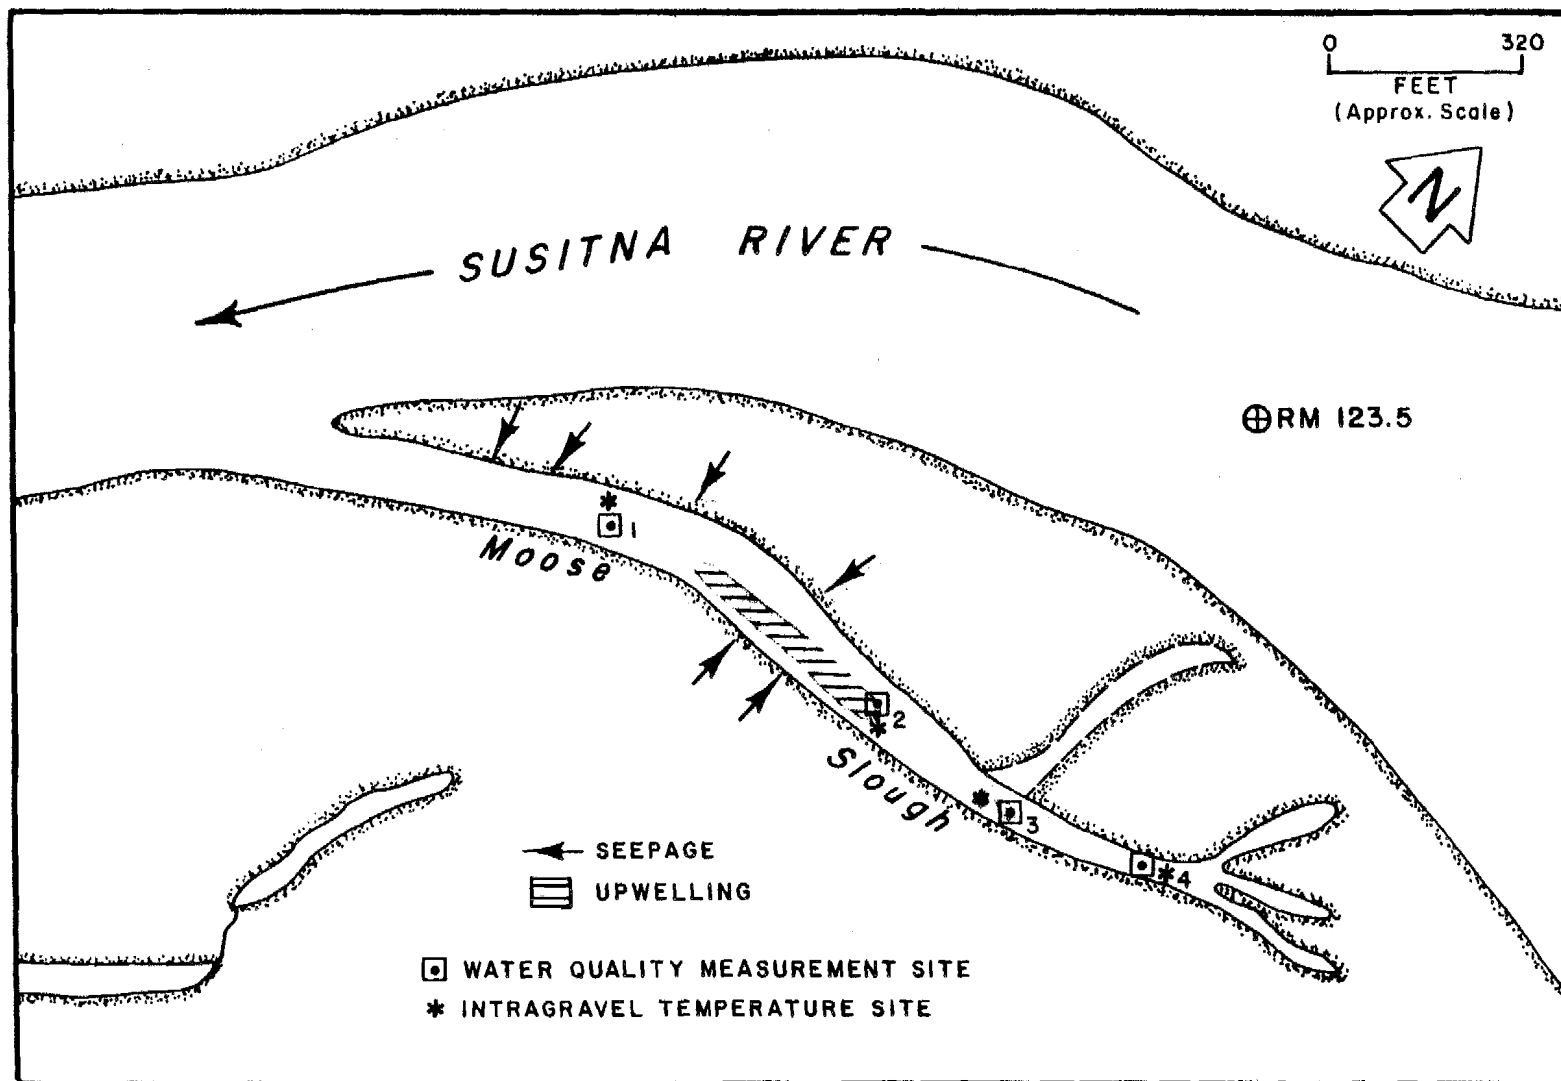 0 320
FEET
(Approx. Scale)
N
SUSITNA RIVER
RM 123.5
1
Moose
2
Slough
3
4
SEEPAGE
UPWELLING
WATER QUALITY MEASUREMENT SITE
INTRAGRAVEL TEMPERATURE SITE